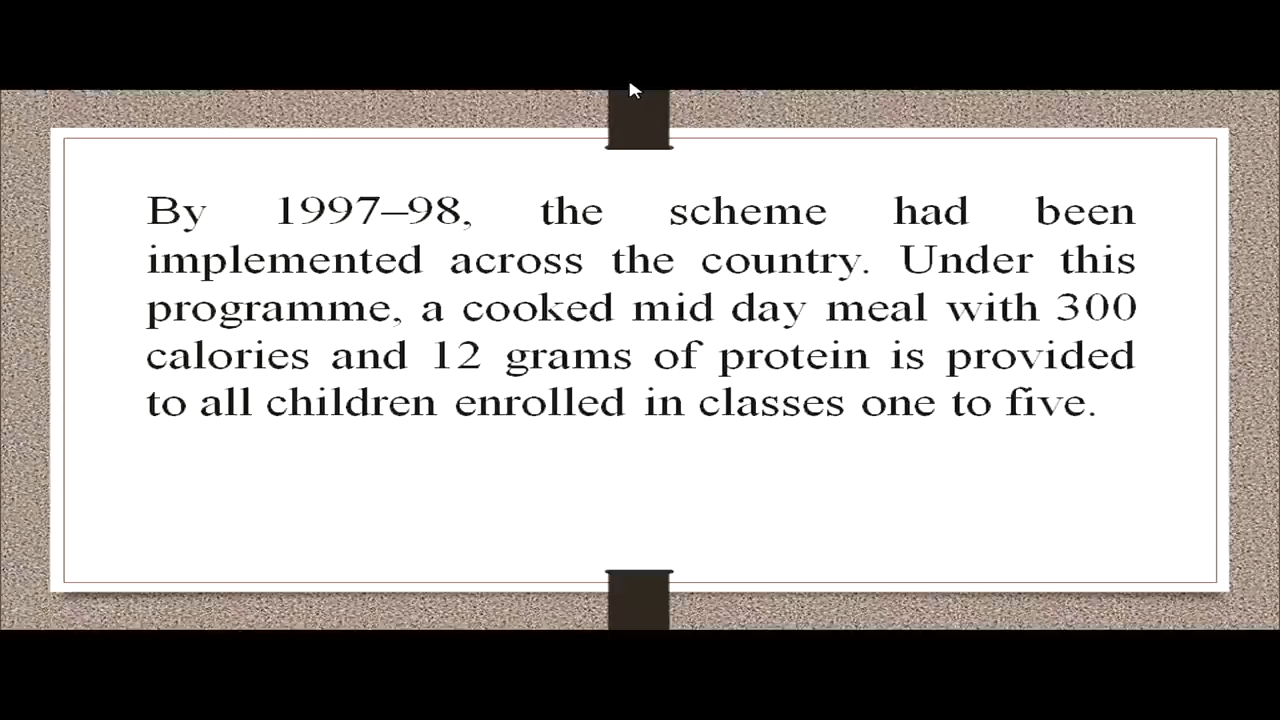 By 1997–98, the scheme had been
implemented across the country. Under this
programme, a cooked mid day meal with 300
calories and 12 grams of protein is provided
to all children enrolled in classes one to five.